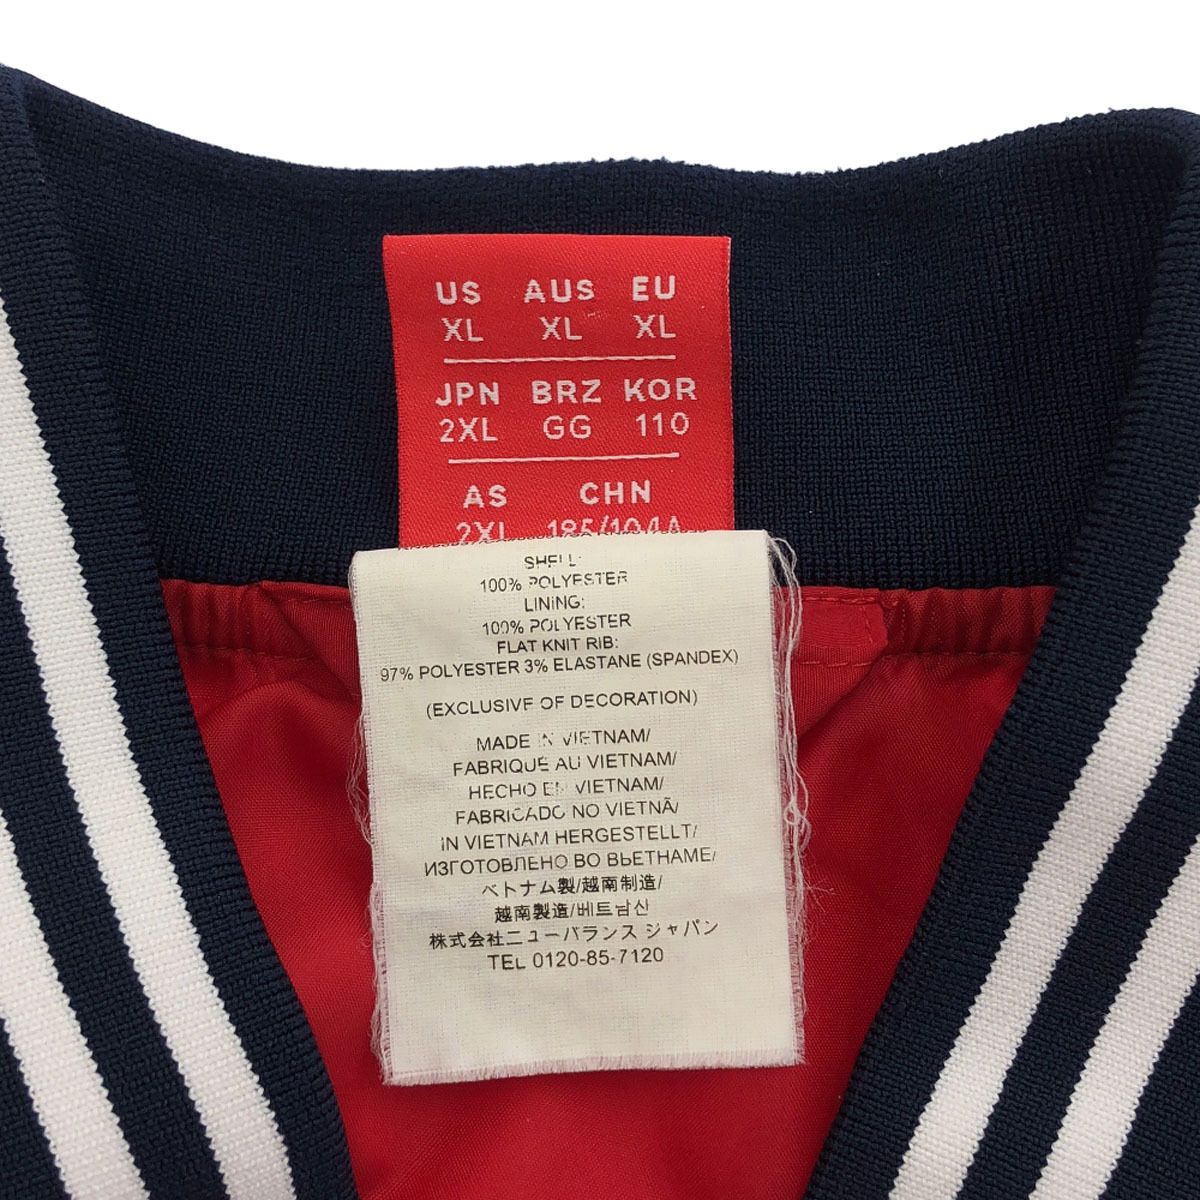 US AUS EU
XL XL XL
JPN BRZ KOR
2XL GG 110
AS CHN
2XL 185/104A
SHELL:
100% POLYESTER
LINING:
100% POLYESTER
FLAT KNIT RIB:
97% POLYESTER 3% ELASTANE (SPANDEX)
(EXCLUSIVE OF DECORATION)
MADE IN VIETNAM/
FABRIQUE AU VIETNAM/
HECHO EN VIETNAM/
FABRICADO NO VIETNÃ/
IN VIETNAM HERGESTELLT/
ИЗГОТОВЛЕНО ВО ВЬЕТНАМЕ/
ベトナム製/越南制造/
越南製造/베트남산
株式会社ニューバランス ジャパン
TEL 0120-85-7120